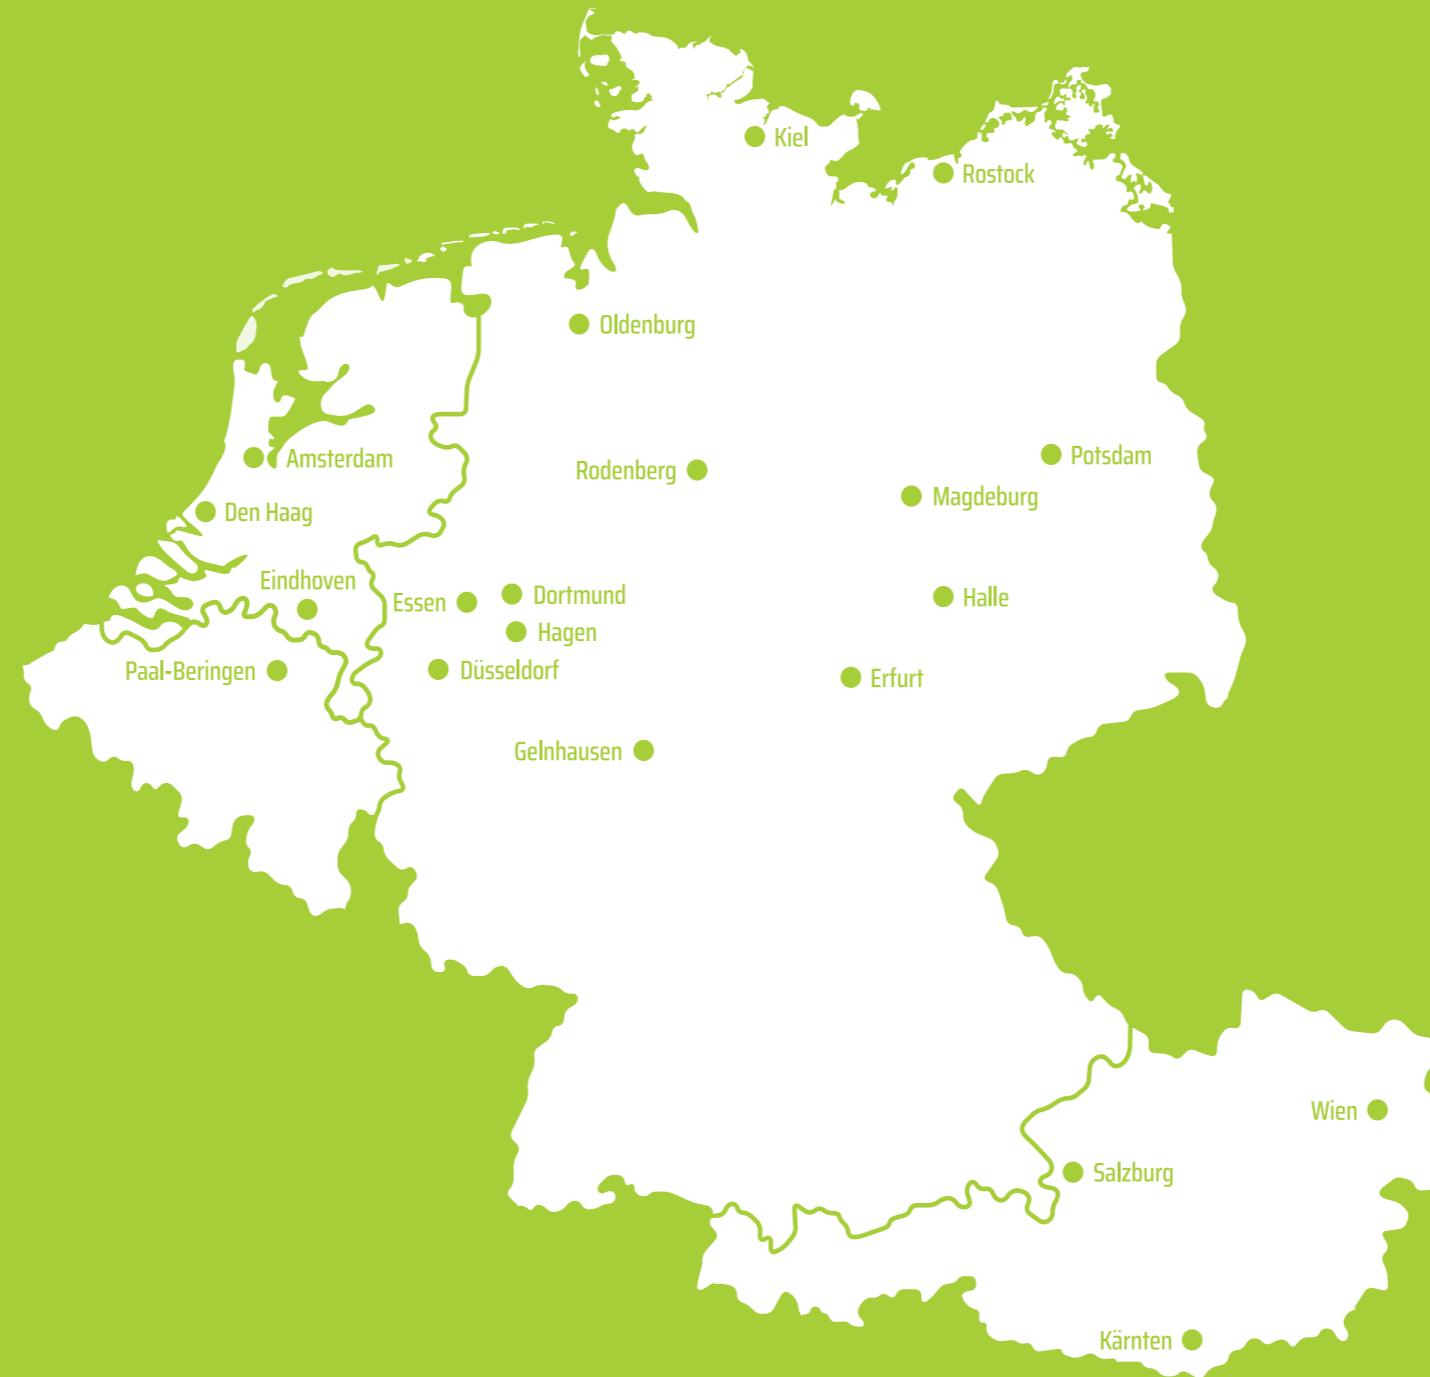 Kiel
Rostock
Oldenburg
Amsterdam
Rodenberg
Potsdam
Magdeburg
Den Haag
Eindhoven
Essen
Dortmund
Halle
Hagen
Paal-Beringen
Düsseldorf
Erfurt
Gelnhausen
Wien
Salzburg
Kärnten